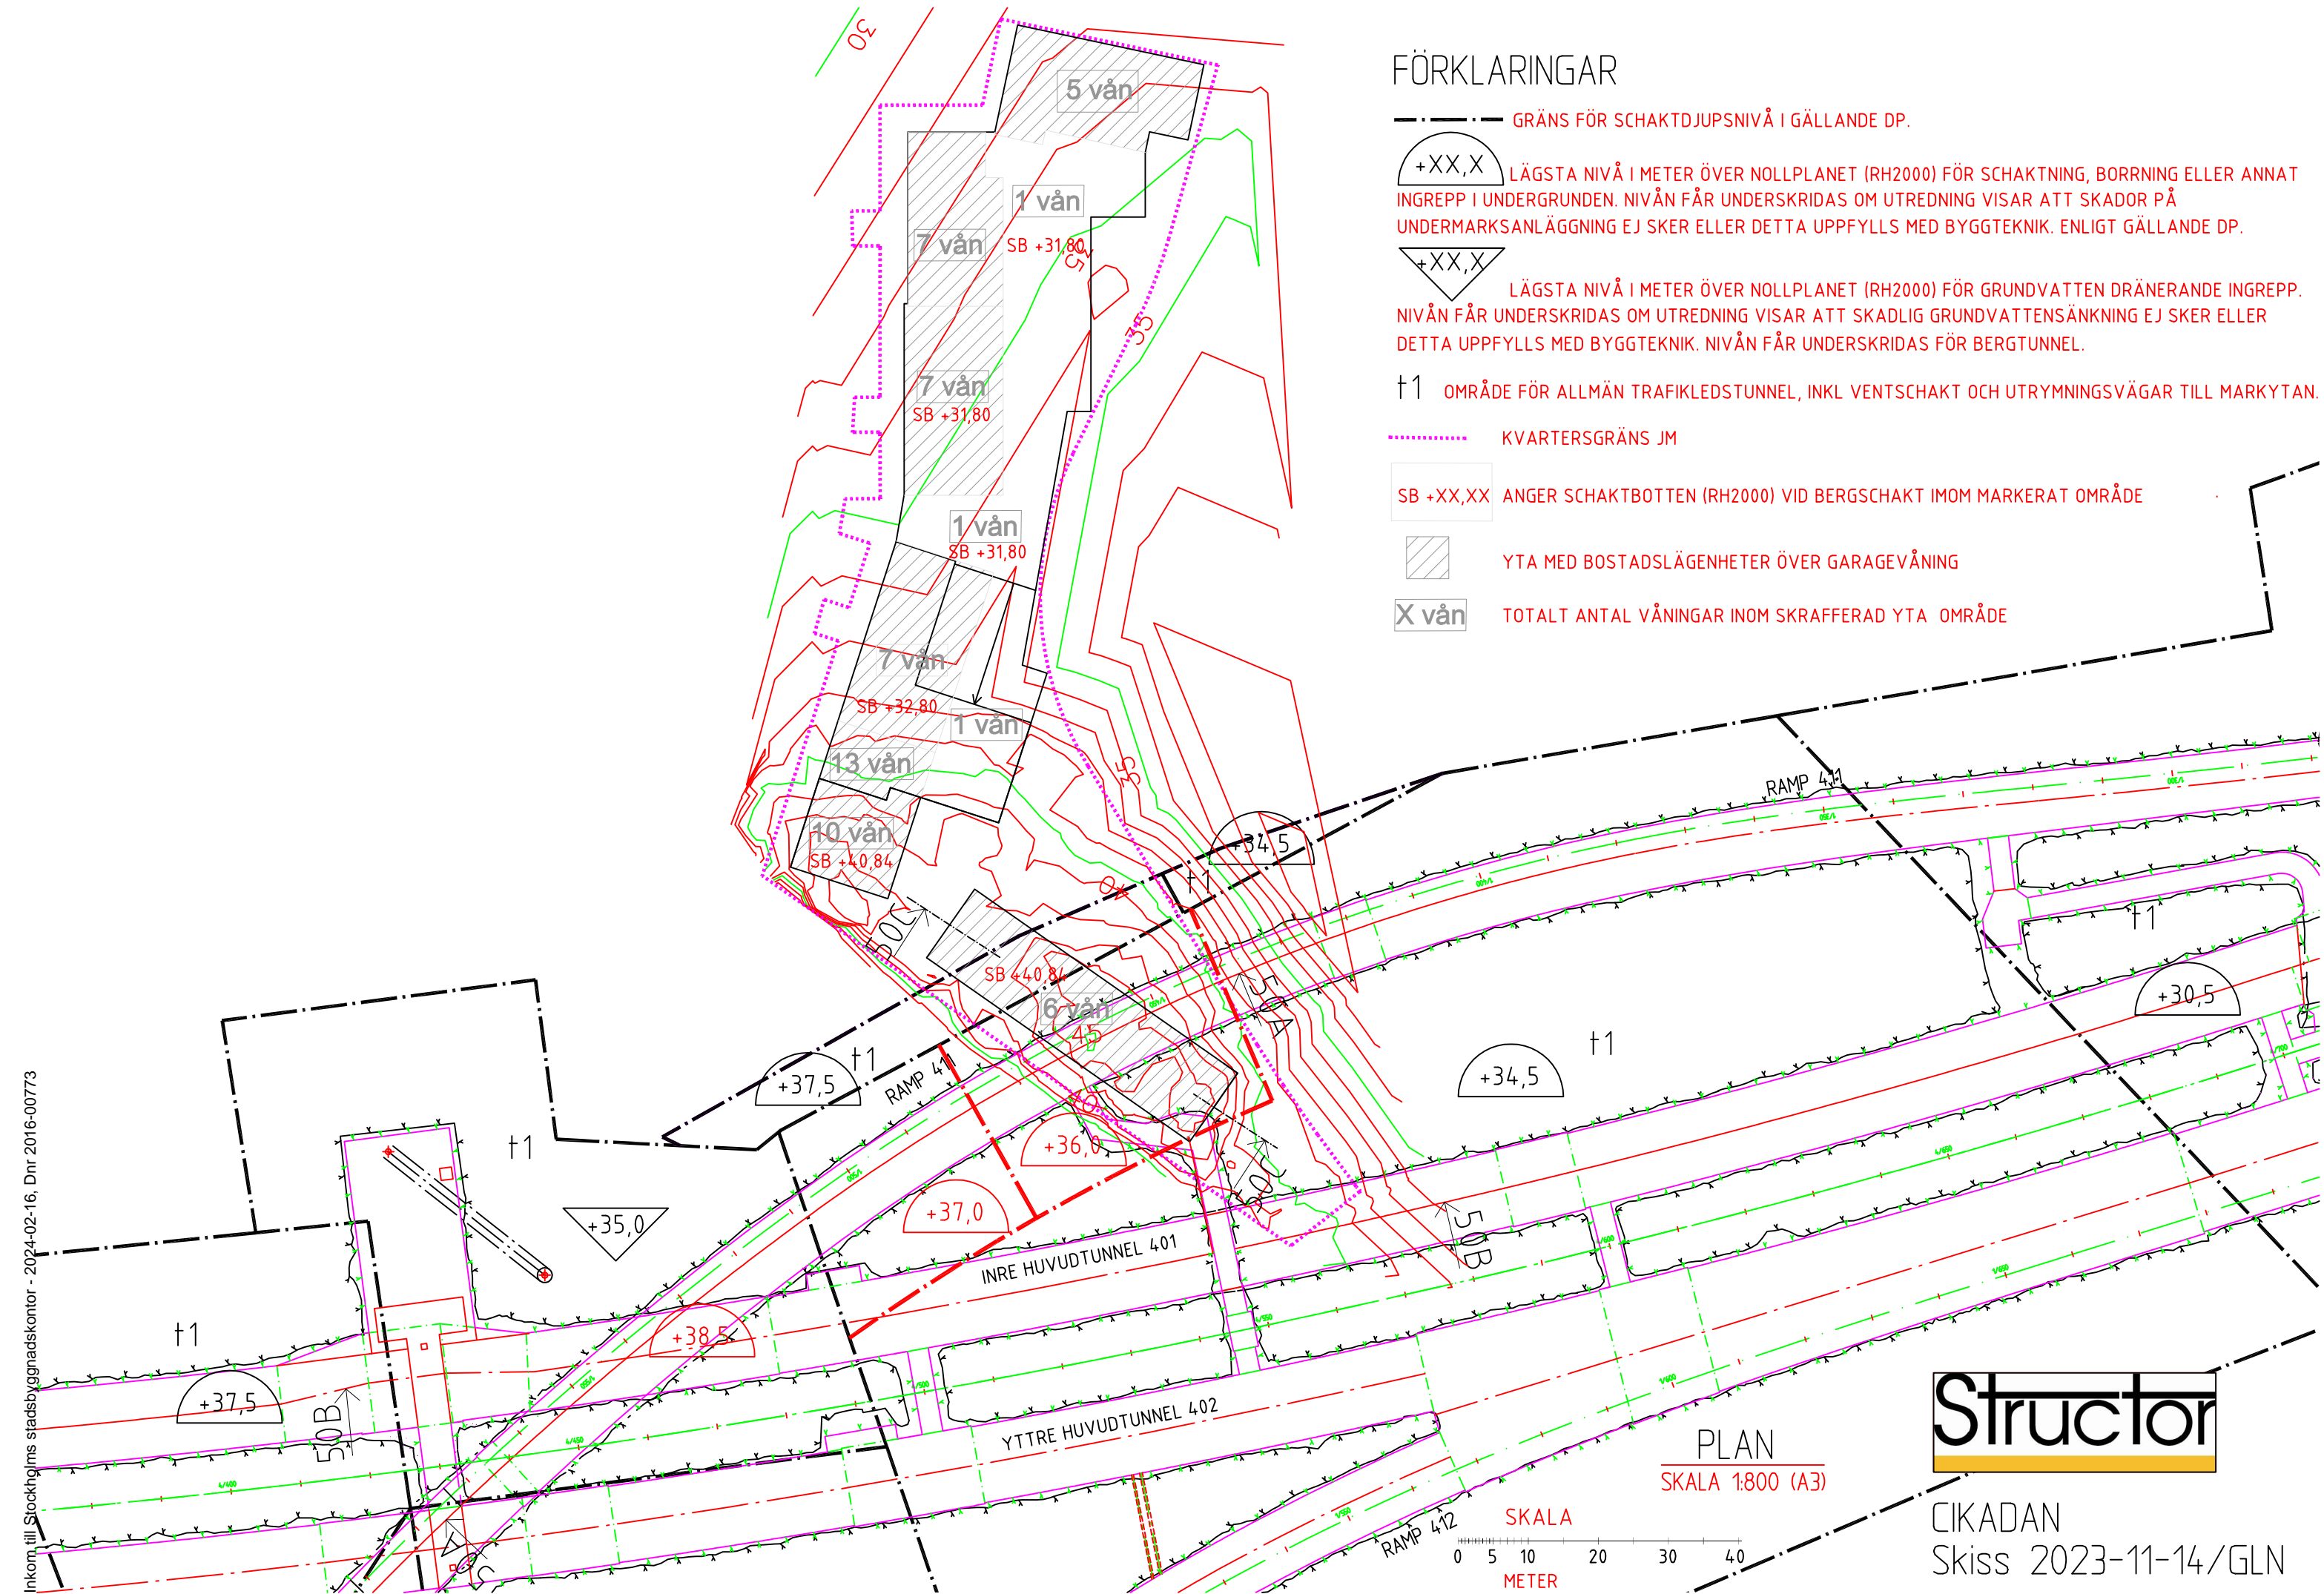 FÖRKLARINGAR
GRÄNS FÖR SCHAKTDJUPSNIVÅ I GÄLLANDE DP.
+XX,X LÄGSTA NIVÅ I METER ÖVER NOLLPLANET (RH2000) FÖR SCHAKTNING, BORRNING ELLER ANNAT
INGREPP I UNDERGRUNDEN. NIVÅN FÅR UNDERSKRIDAS OM UTREDNING VISAR ATT SKADOR PÅ
UNDERMARKSANLÄGGNING EJ SKER ELLER DETTA UPPFYLLS MED BYGGTEKNIK. ENLIGT GÄLLANDE DP.
+XX,X LÄGSTA NIVÅ I METER ÖVER NOLLPLANET (RH2000) FÖR GRUNDVATTEN DRÄNERANDE INGREPP.
NIVÅN FÅR UNDERSKRIDAS OM UTREDNING VISAR ATT SKADLIG GRUNDVATTENSÄNKNING EJ SKER ELLER
DETTA UPPFYLLS MED BYGGTEKNIK. NIVÅN FÅR UNDERSKRIDAS FÖR BERGTUNNEL.
t1 OMRÅDE FÖR ALLMÄN TRAFIKLEDSTUNNEL, INKL VENTSCHAKT OCH UTRYMNINGSVÄGAR TILL MARKYTAN.
KVARTERSGRÄNS JM
SB +XX,XX ANGER SCHAKTBOTTEN (RH2000) VID BERGSCHAKT IMOM MARKERAT OMRÅDE
YTA MED BOSTADSLÄGENHETER ÖVER GARAGEVÅNING
X vån TOTALT ANTAL VÅNINGAR INOM SKRAFFERAD YTA OMRÅDE
30
5 vån
1 vån
7 vån
SB +31,80
35
35
7 vån
SB +31,80
1 vån
SB +31,80
7 vån
SB +32,80
1 vån
13 vån
35
10 vån
SB +40,84
+34,5
t1
40
50C
SB +40,84
6 vån
45
50A
RAMP 411
t1
+30,5
t1
+34,5
+37,5
t1
RAMP 411
+36,0
+37,0
50C
50B
t1
+35,0
INRE HUVUDTUNNEL 401
+38,5
t1
+37,5
50B
YTTRE HUVUDTUNNEL 402
50A
RAMP 412
PLAN
SKALA 1:800 (A3)
SKALA
0 5 10 20 30 40
METER
Structor
CIKADAN
Skiss 2023-11-14/GLN
Inkom till Stockholms stadsbyggnadskontor - 2024-02-16, Dnr 2016-00773